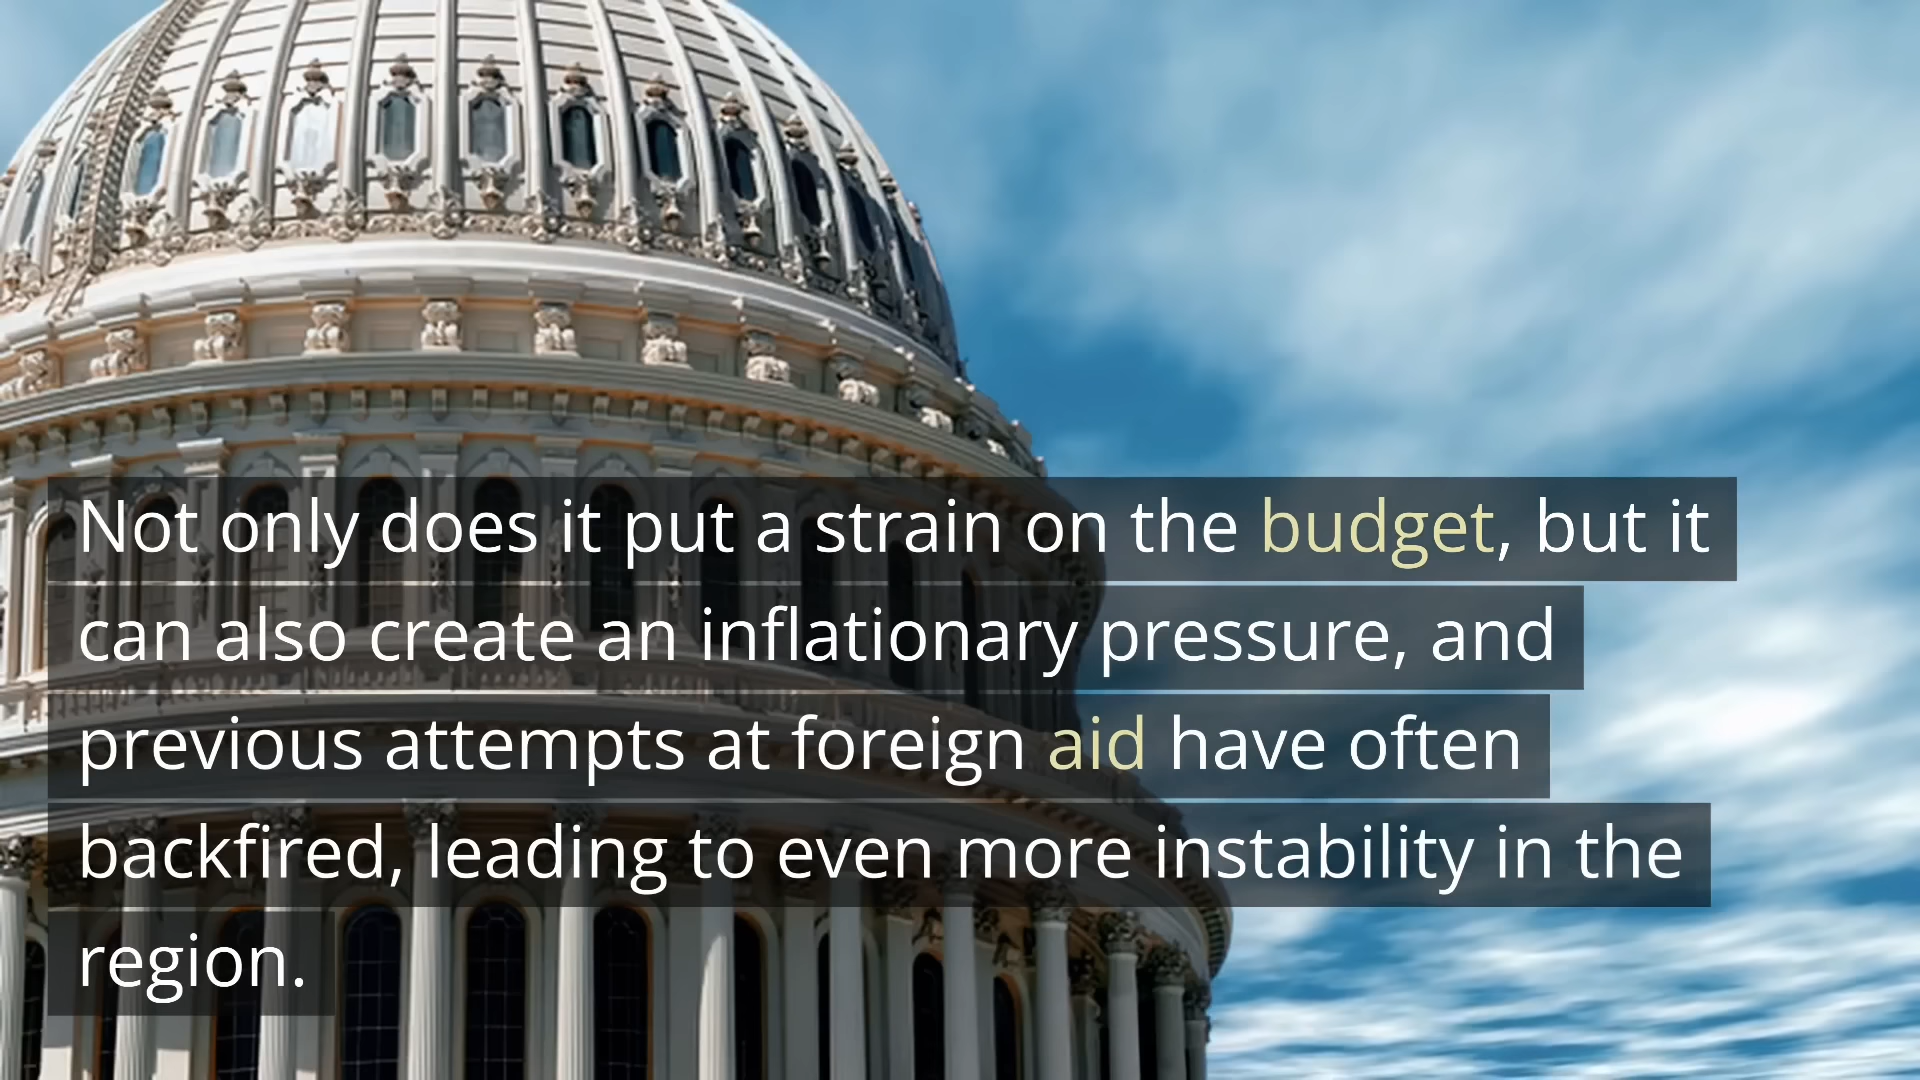 Not only does it put a strain on the budget, but it
can also create an inflationary pressure, and
previous attempts at foreign aid have often
backfired, leading to even more instability in the
region.